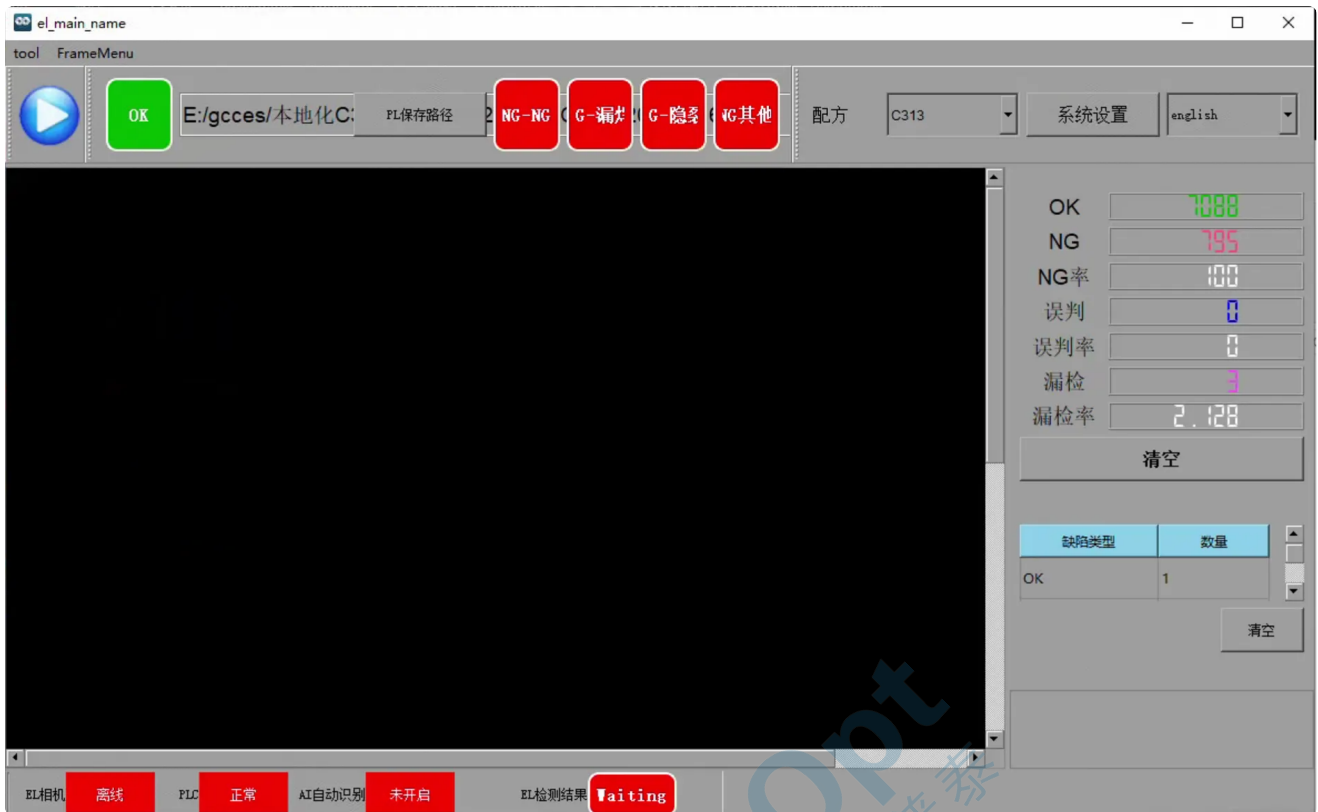 el_main_name
tool FrameMenu
OK
E:/gcces/本地化C:
PL保存路径
NG-NG
G-漏焊
G-隐裂
NG其他
配方
C313
系统设置
english
OK 7088
NG 795
NG率 100
误判 0
误判率 0
漏检 3
漏检率 2.128
清空
缺陷类型 数量
OK 1
清空
EL相机 离线 PLC 正常 AI自动识别 未开启 EL检测结果 Waiting
Opt